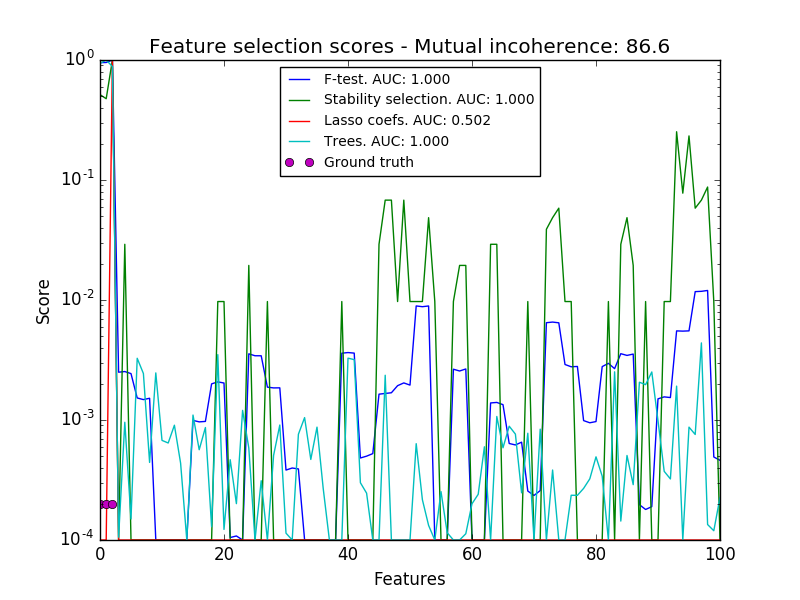 Feature selection scores - Mutual incoherence: 86.6
F-test. AUC: 1.000
Stability selection. AUC: 1.000
Lasso coefs. AUC: 0.502
Trees. AUC: 1.000
Ground truth
Score
10^0
10^-1
10^-2
10^-3
10^-4
0 20 40 60 80 100
Features